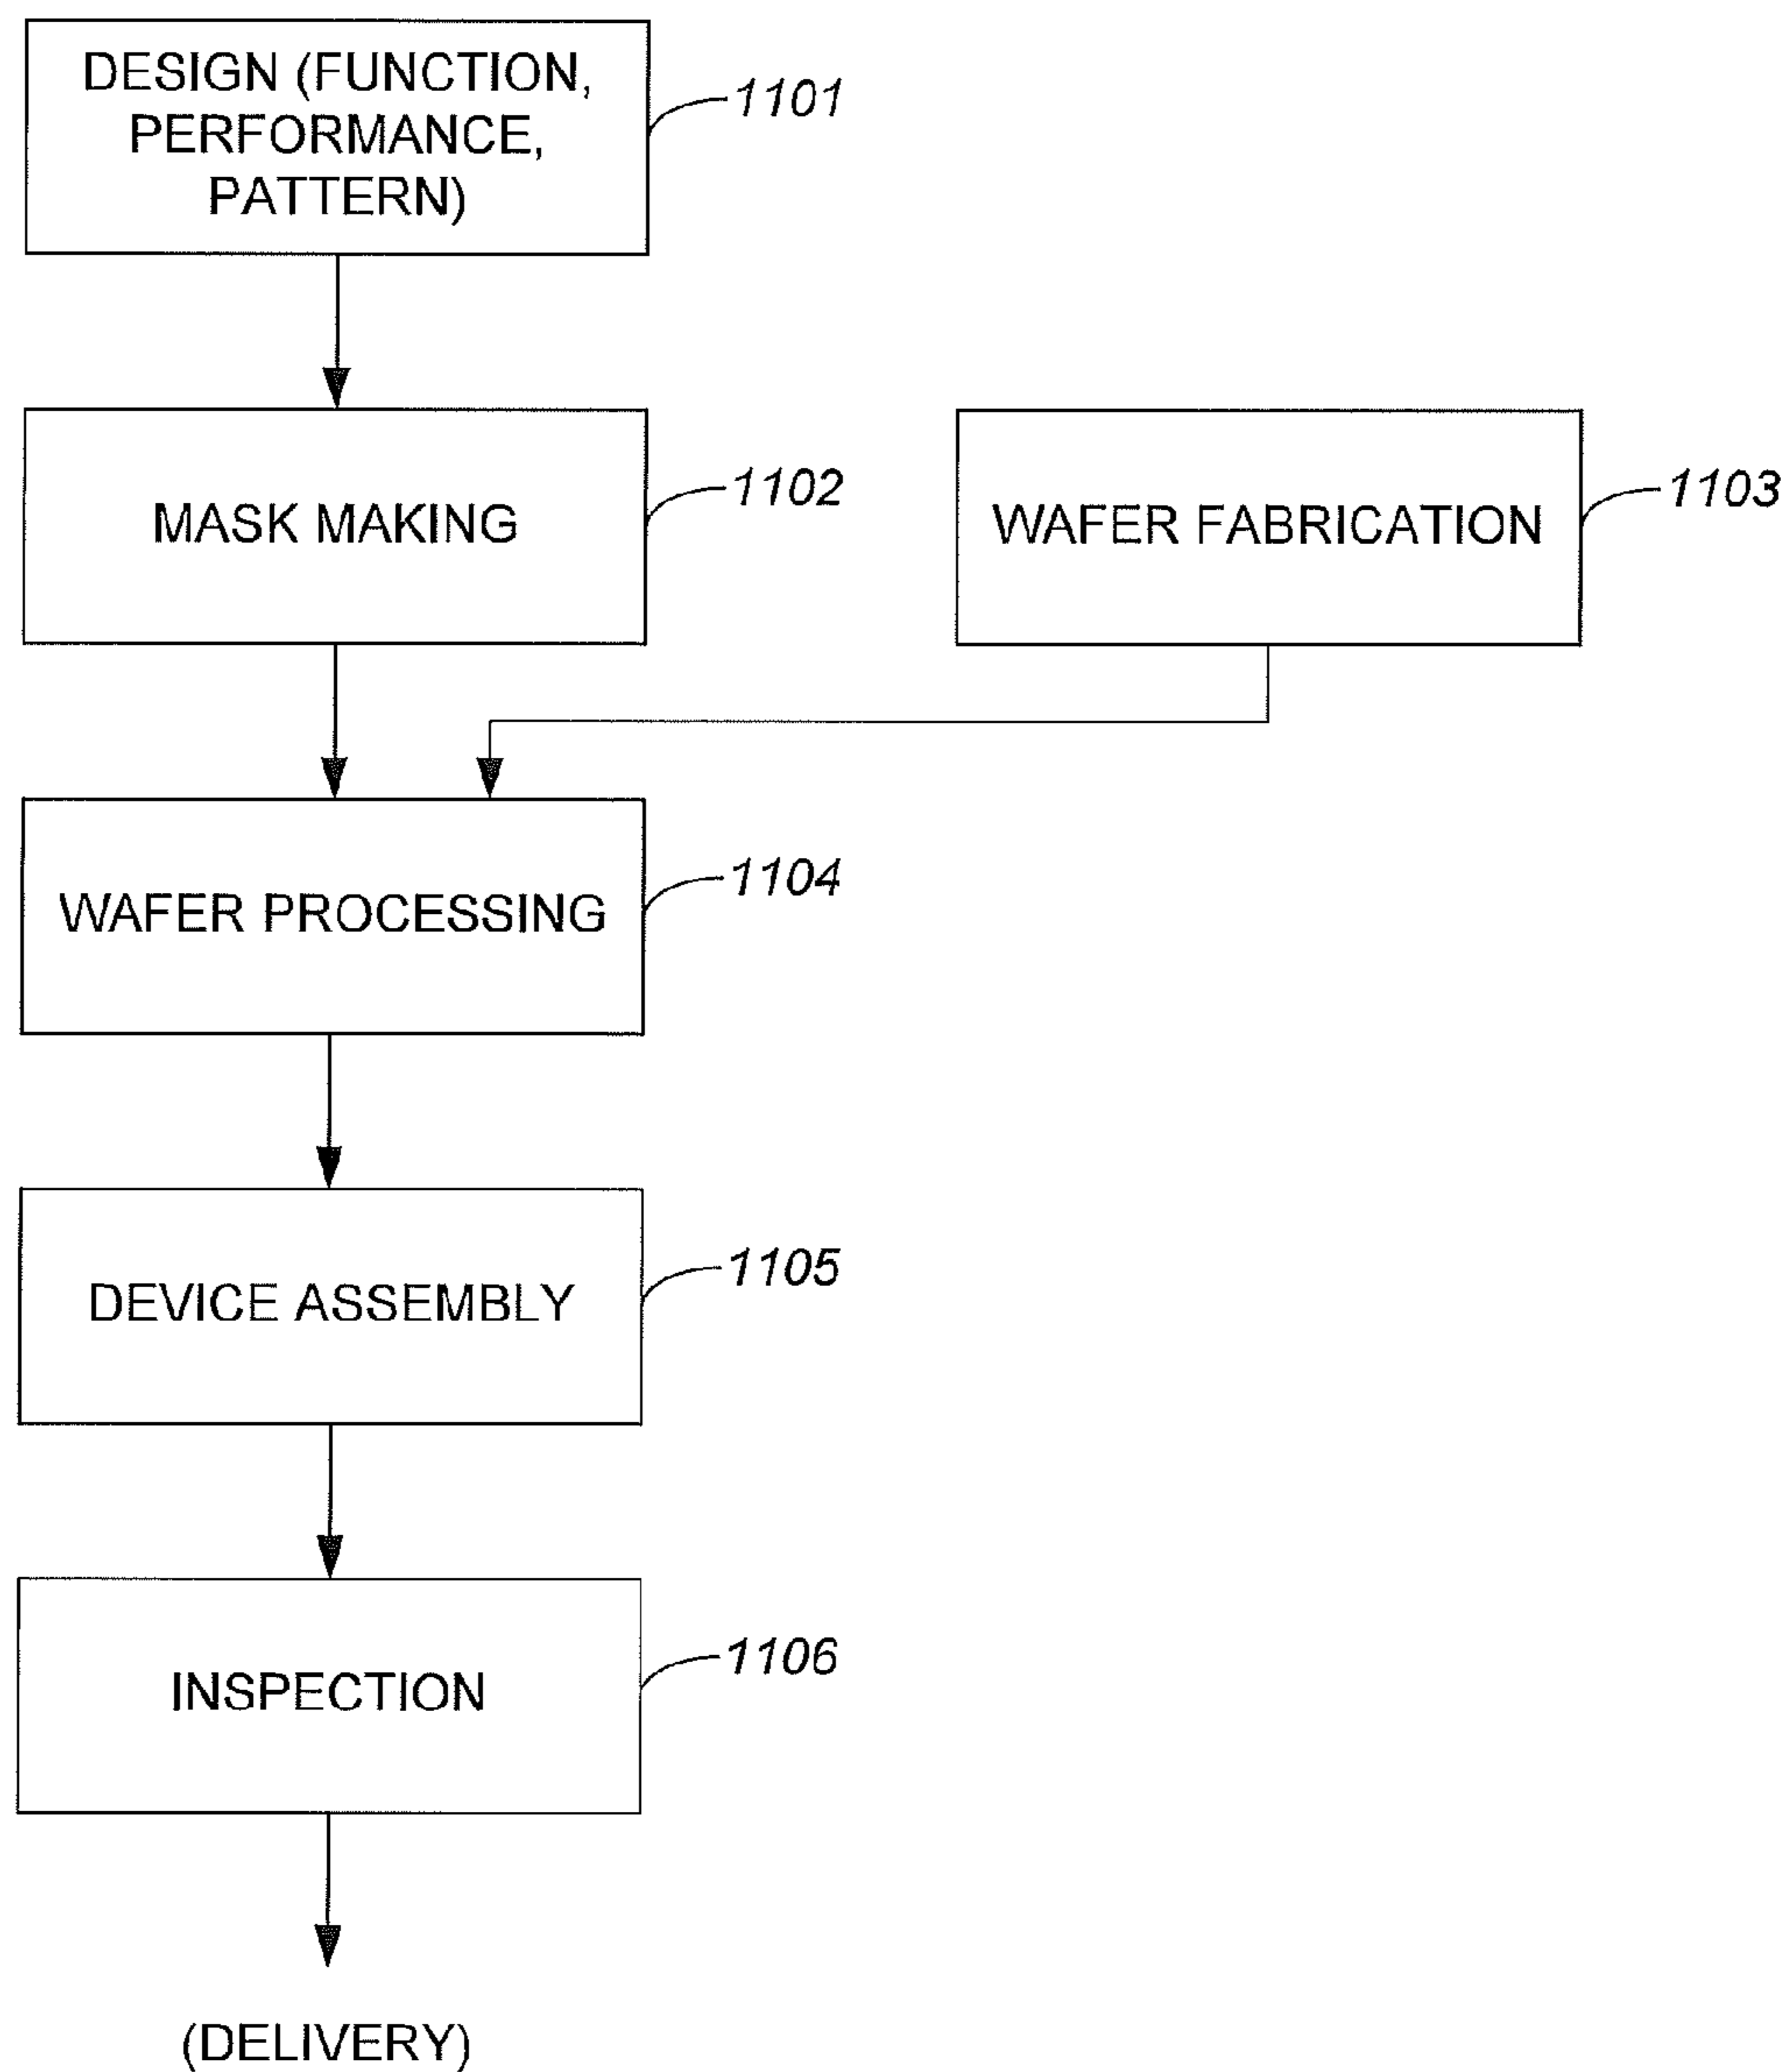 DESIGN (FUNCTION,
PERFORMANCE,
PATTERN)
1101
MASK MAKING
1102
WAFER FABRICATION
1103
WAFER PROCESSING
1104
DEVICE ASSEMBLY
1105
INSPECTION
1106
(DELIVERY)